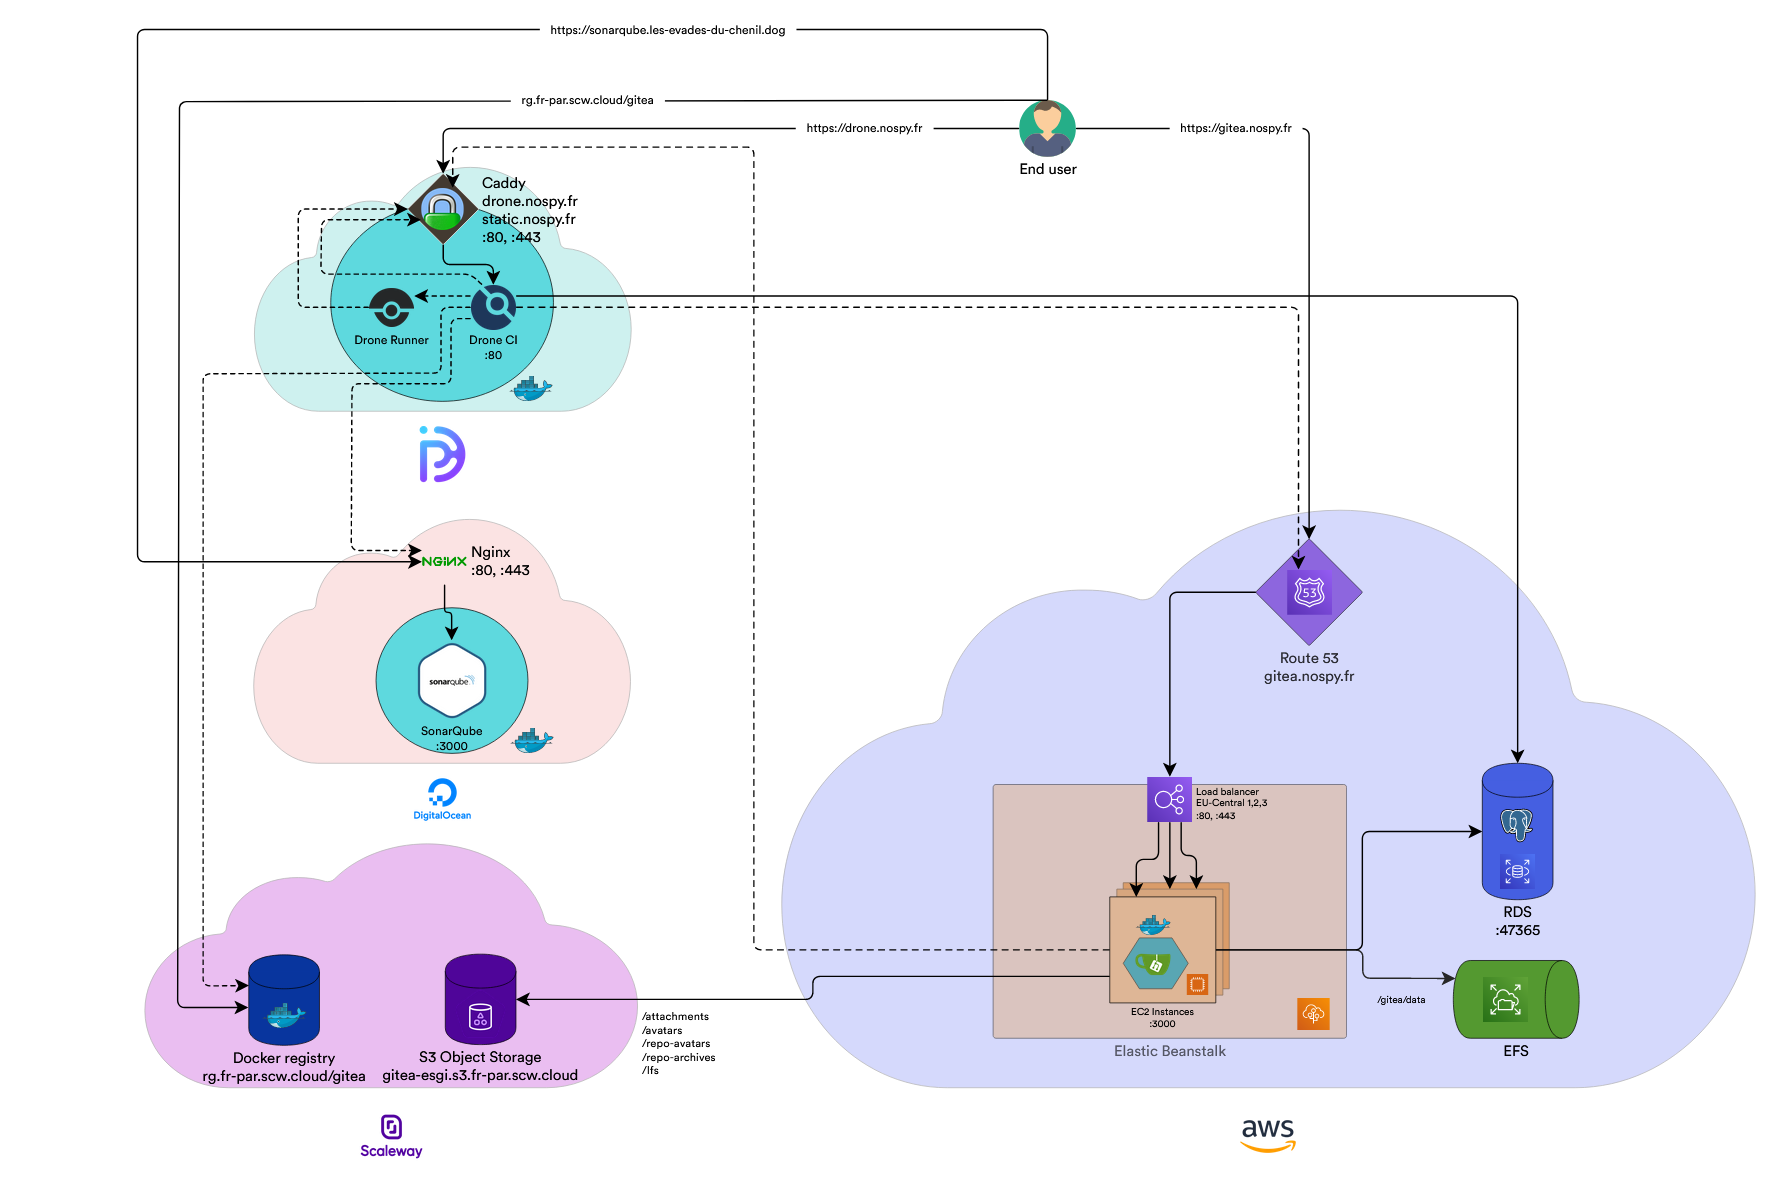 https://sonarqube.les-evades-du-chenil.dog
rg.fr-par.scw.cloud/gitea
https://drone.nospy.fr
https://gitea.nospy.fr
End user
Caddy
drone.nospy.fr
static.nospy.fr
:80, :443
Drone Runner
Drone CI
:80
NGINX
Nginx
:80, :443
sonarqube
SonarQube
:3000
DigitalOcean
53
Route 53
gitea.nospy.fr
Load balancer
EU-Central 1,2,3
:80, :443
EC2 Instances
:3000
Elastic Beanstalk
RDS
:47365
/gitea/data
EFS
Docker registry
rg.fr-par.scw.cloud/gitea
S3 Object Storage
gitea-esgi.s3.fr-par.scw.cloud
/attachments
/avatars
/repo-avatars
/repo-archives
/lfs
Scaleway
aws